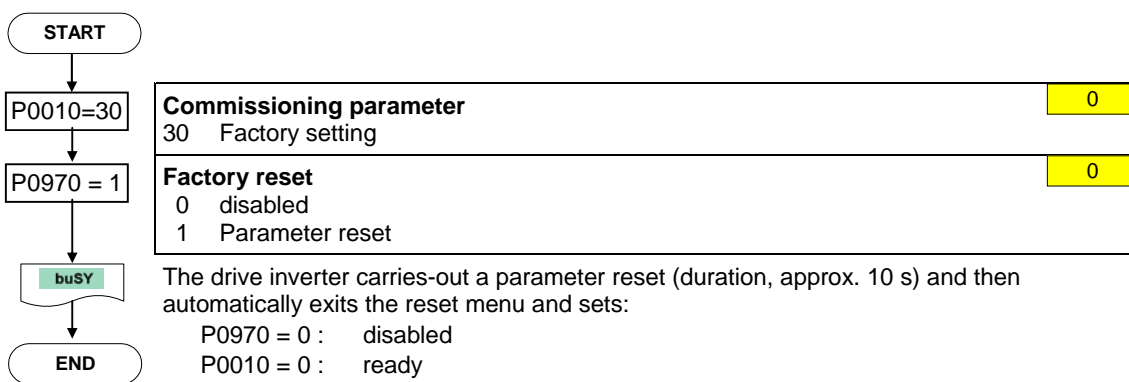 START
P0010=30
Commissioning parameter 0
30 Factory setting
P0970 = 1
Factory reset 0
0 disabled
1 Parameter reset
buSY
The drive inverter carries-out a parameter reset (duration, approx. 10 s) and then
automatically exits the reset menu and sets:
P0970 = 0 : disabled
P0010 = 0 : ready
END